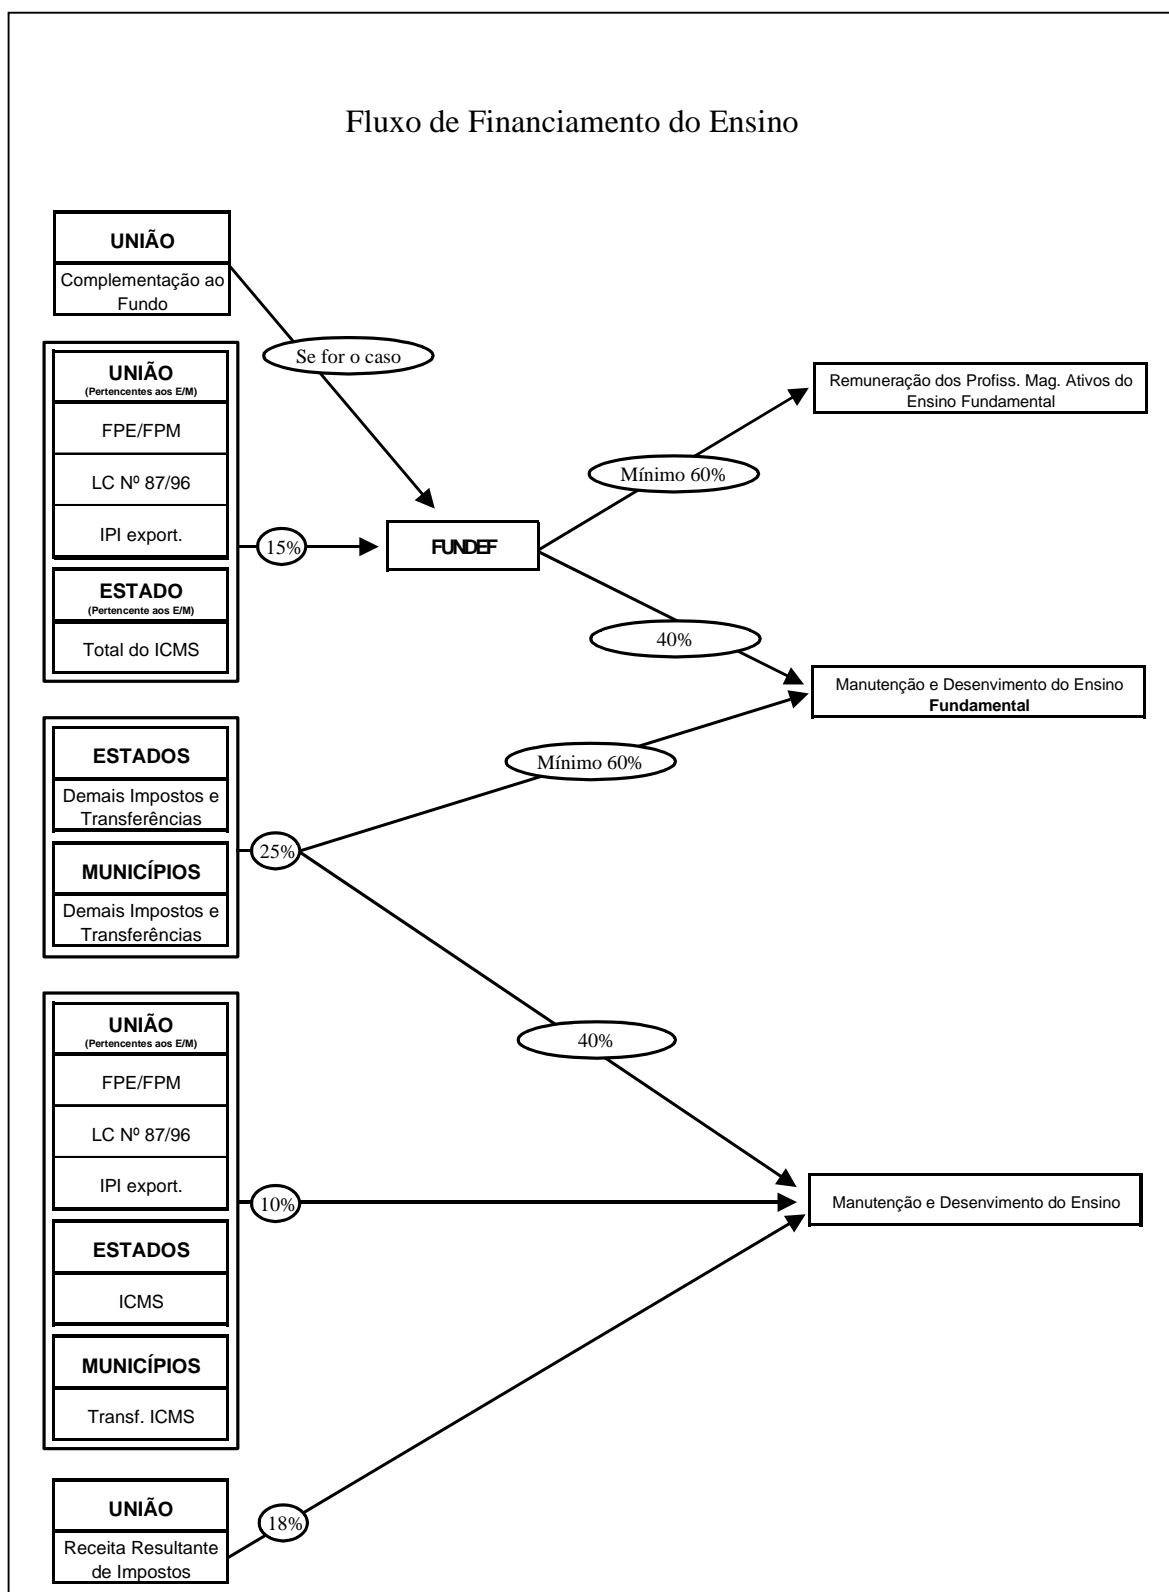 Fluxo de Financiamento do Ensino
UNIÃO
Complementação ao
Fundo
Se for o caso
UNIÃO
(Pertencentes aos E/M)
FPE/FPM
LC Nº 87/96
IPI export.
ESTADO
(Pertencente aos E/M)
Total do ICMS
15%
FUNDEF
Mínimo 60%
Remuneração dos Profiss. Mag. Ativos do
Ensino Fundamental
40%
Manutenção e Desenvimento do Ensino
Fundamental
ESTADOS
Demais Impostos e
Transferências
MUNICÍPIOS
Demais Impostos e
Transferências
25%
Mínimo 60%
40%
UNIÃO
(Pertencentes aos E/M)
FPE/FPM
LC Nº 87/96
IPI export.
ESTADOS
ICMS
MUNICÍPIOS
Transf. ICMS
10%
Manutenção e Desenvimento do Ensino
UNIÃO
Receita Resultante
de Impostos
18%